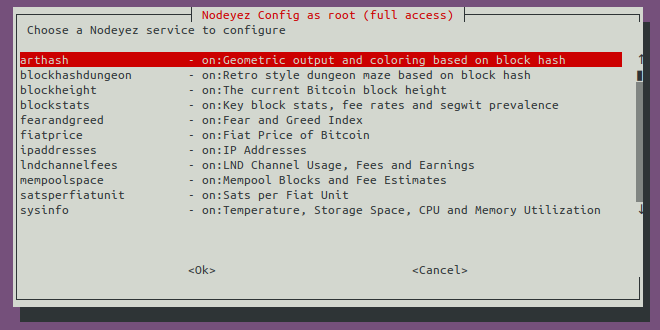 Nodeyez Config as root (full access)
Choose a Nodeyez service to configure
arthash - on:Geometric output and coloring based on block hash
blockhashdungeon - on:Retro style dungeon maze based on block hash
blockheight - on:The current Bitcoin block height
blockstats - on:Key block stats, fee rates and segwit prevalence
fearandgreed - on:Fear and Greed Index
fiatprice - on:Fiat Price of Bitcoin
ipaddresses - on:IP Addresses
lndchannelfees - on:LND Channel Usage, Fees and Earnings
mempoolspace - on:Mempool Blocks and Fee Estimates
satsperfiatunit - on:Sats per Fiat Unit
sysinfo - on:Temperature, Storage Space, CPU and Memory Utilization
<Ok> <Cancel>